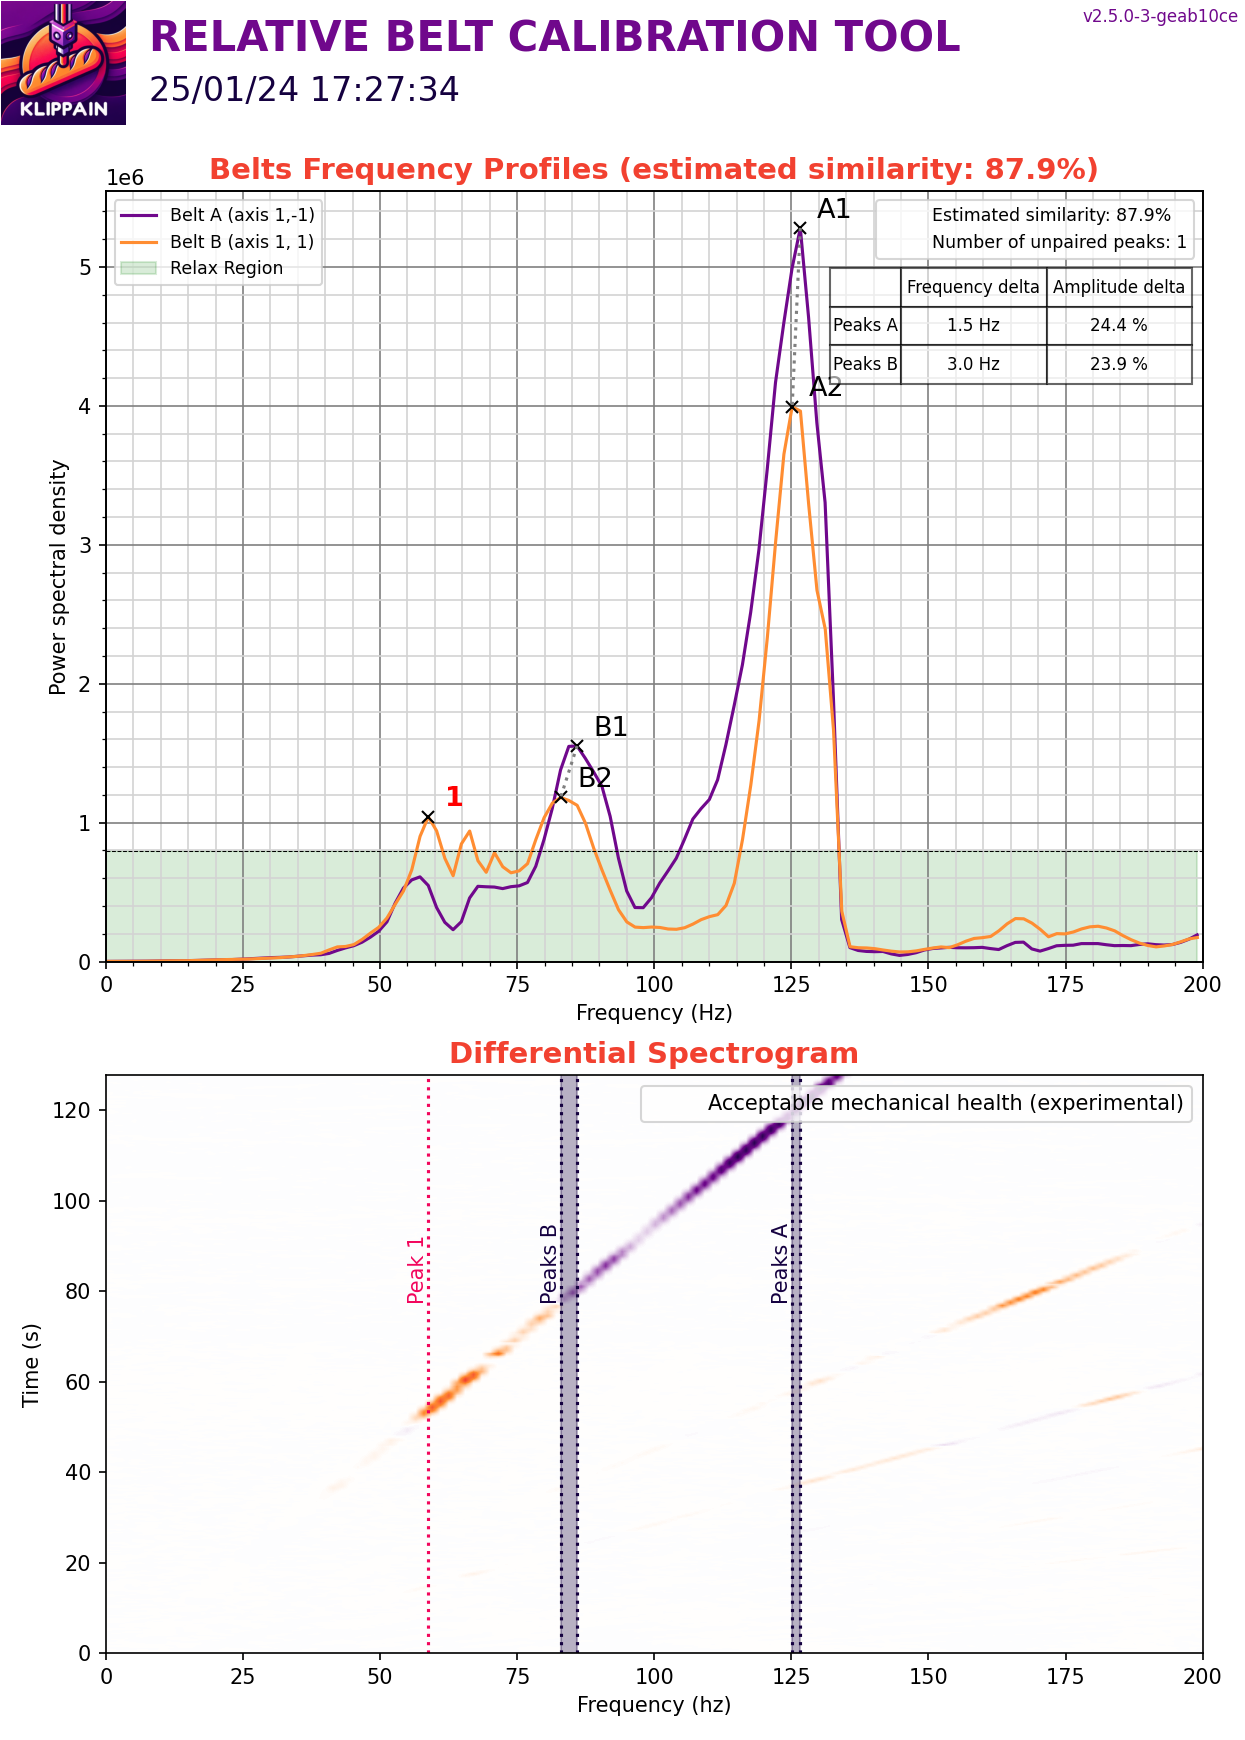 v2.5.0-3-geab10ce
RELATIVE BELT CALIBRATION TOOL
25/01/24 17:27:34
KLIPPAIN
Belts Frequency Profiles (estimated similarity: 87.9%)
1e6
Belt A (axis 1,-1)
Belt B (axis 1, 1)
Relax Region
A1
Estimated similarity: 87.9%
Number of unpaired peaks: 1
Frequency delta Amplitude delta
Peaks A 1.5 Hz 24.4 %
Peaks B 3.0 Hz 23.9 %
A2
B1
B2
1
5
4
3
2
1
0
Power spectral density
0 25 50 75 100 125 150 175 200
Frequency (Hz)
Differential Spectrogram
Acceptable mechanical health (experimental)
Peak 1
Peaks B
Peaks A
120
100
80
60
40
20
0
Time (s)
0 25 50 75 100 125 150 175 200
Frequency (hz)